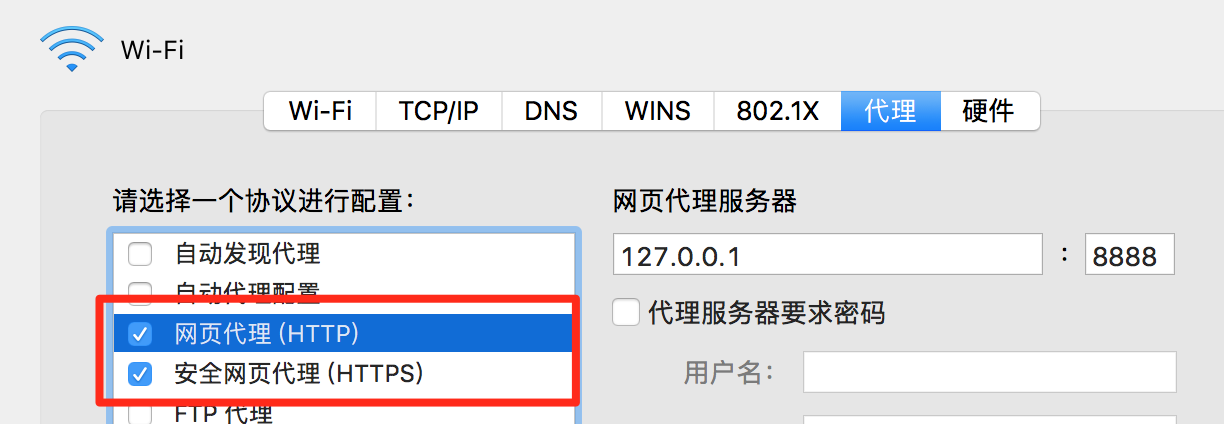 Wi-Fi
Wi-Fi TCP/IP DNS WINS 802.1X 代理 硬件
请选择一个协议进行配置：
自动发现代理
自动代理配置
网页代理 (HTTP)
安全网页代理 (HTTPS)
FTP 代理
网页代理服务器
127.0.0.1 : 8888
代理服务器要求密码
用户名：